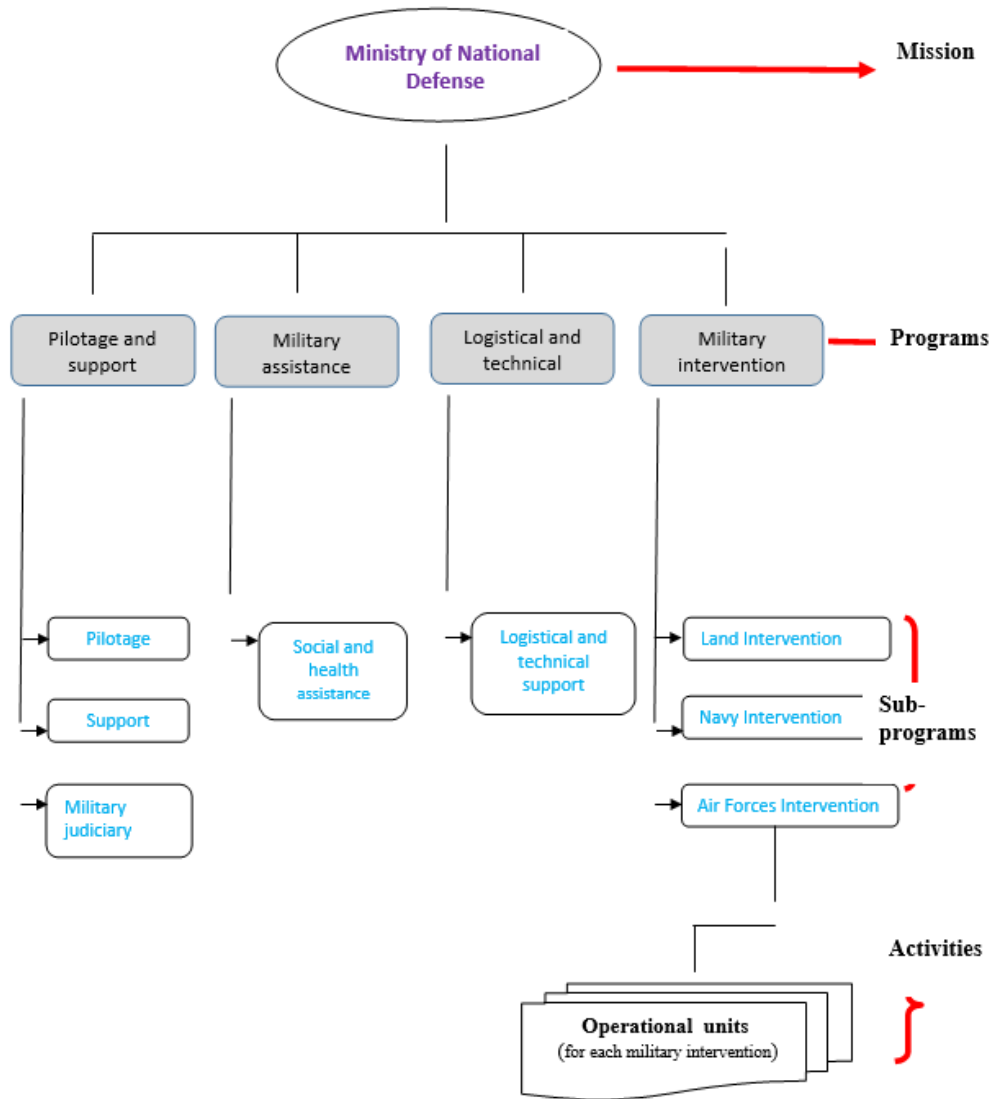 Ministry of National
Defense
Mission
Pilotage and
support
Military
assistance
Logistical and
technical
Military
intervention
Programs
Pilotage
Support
Military
judiciary
Social and
health
assistance
Logistical and
technical
support
Land Intervention
Navy Intervention
Air Forces Intervention
Sub-
programs
Activities
Operational units
(for each military intervention)